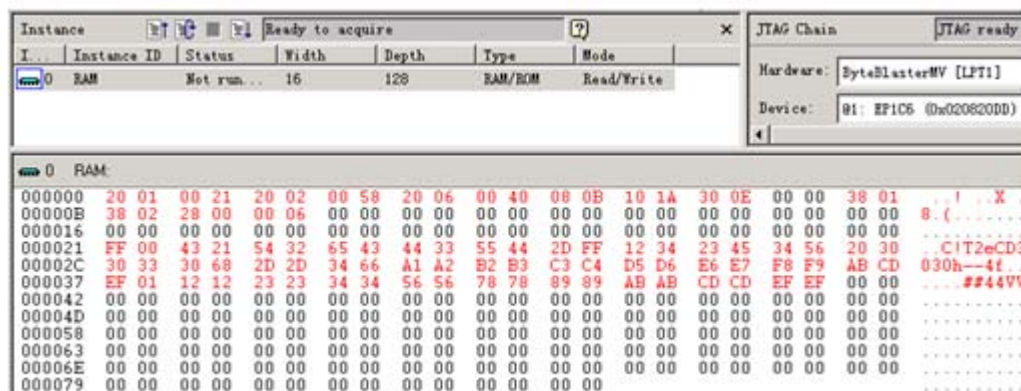 Instance Ready to acquire JTAG Chain JTAG ready
I... Instance ID Status Width Depth Type Mode
0 RAM Not run... 16 128 RAM/ROM Read/Write
Hardware: ByteBlasterMV [LPT1]
Device: @1: EP1C6 (0x020820DD)
0 RAM:
000000 20 01 00 21 20 02 00 58 20 06 00 40 08 0B 10 1A 30 0E 00 00 38 01 ..! ..X
00000B 38 02 28 00 00 06 00 00 00 00 00 00 00 00 00 00 00 00 00 00 00 00 8.(.......
000016 00 00 00 00 00 00 00 00 00 00 00 00 00 00 00 00 00 00 00 00 00 00 ..........
000021 FF 00 43 21 54 32 65 43 44 33 55 44 2D FF 12 34 23 45 34 56 20 30 ..C!T2eCD3
00002C 30 33 30 68 2D 2D 34 66 A1 A2 B2 B3 C3 C4 D5 D6 E6 E7 F8 F9 AB CD 030h--4f..
000037 EF 01 12 12 23 23 34 34 56 56 78 78 89 89 AB AB CD CD EF EF 00 00 ....##44VV
000042 00 00 00 00 00 00 00 00 00 00 00 00 00 00 00 00 00 00 00 00 00 00 ..........
00004D 00 00 00 00 00 00 00 00 00 00 00 00 00 00 00 00 00 00 00 00 00 00 ..........
000058 00 00 00 00 00 00 00 00 00 00 00 00 00 00 00 00 00 00 00 00 00 00 ..........
000063 00 00 00 00 00 00 00 00 00 00 00 00 00 00 00 00 00 00 00 00 00 00 ..........
00006E 00 00 00 00 00 00 00 00 00 00 00 00 00 00 00 00 00 00 00 00 00 00 ..........
000079 00 00 00 00 00 00 00 00 00 00 00 00 00 00 ..........